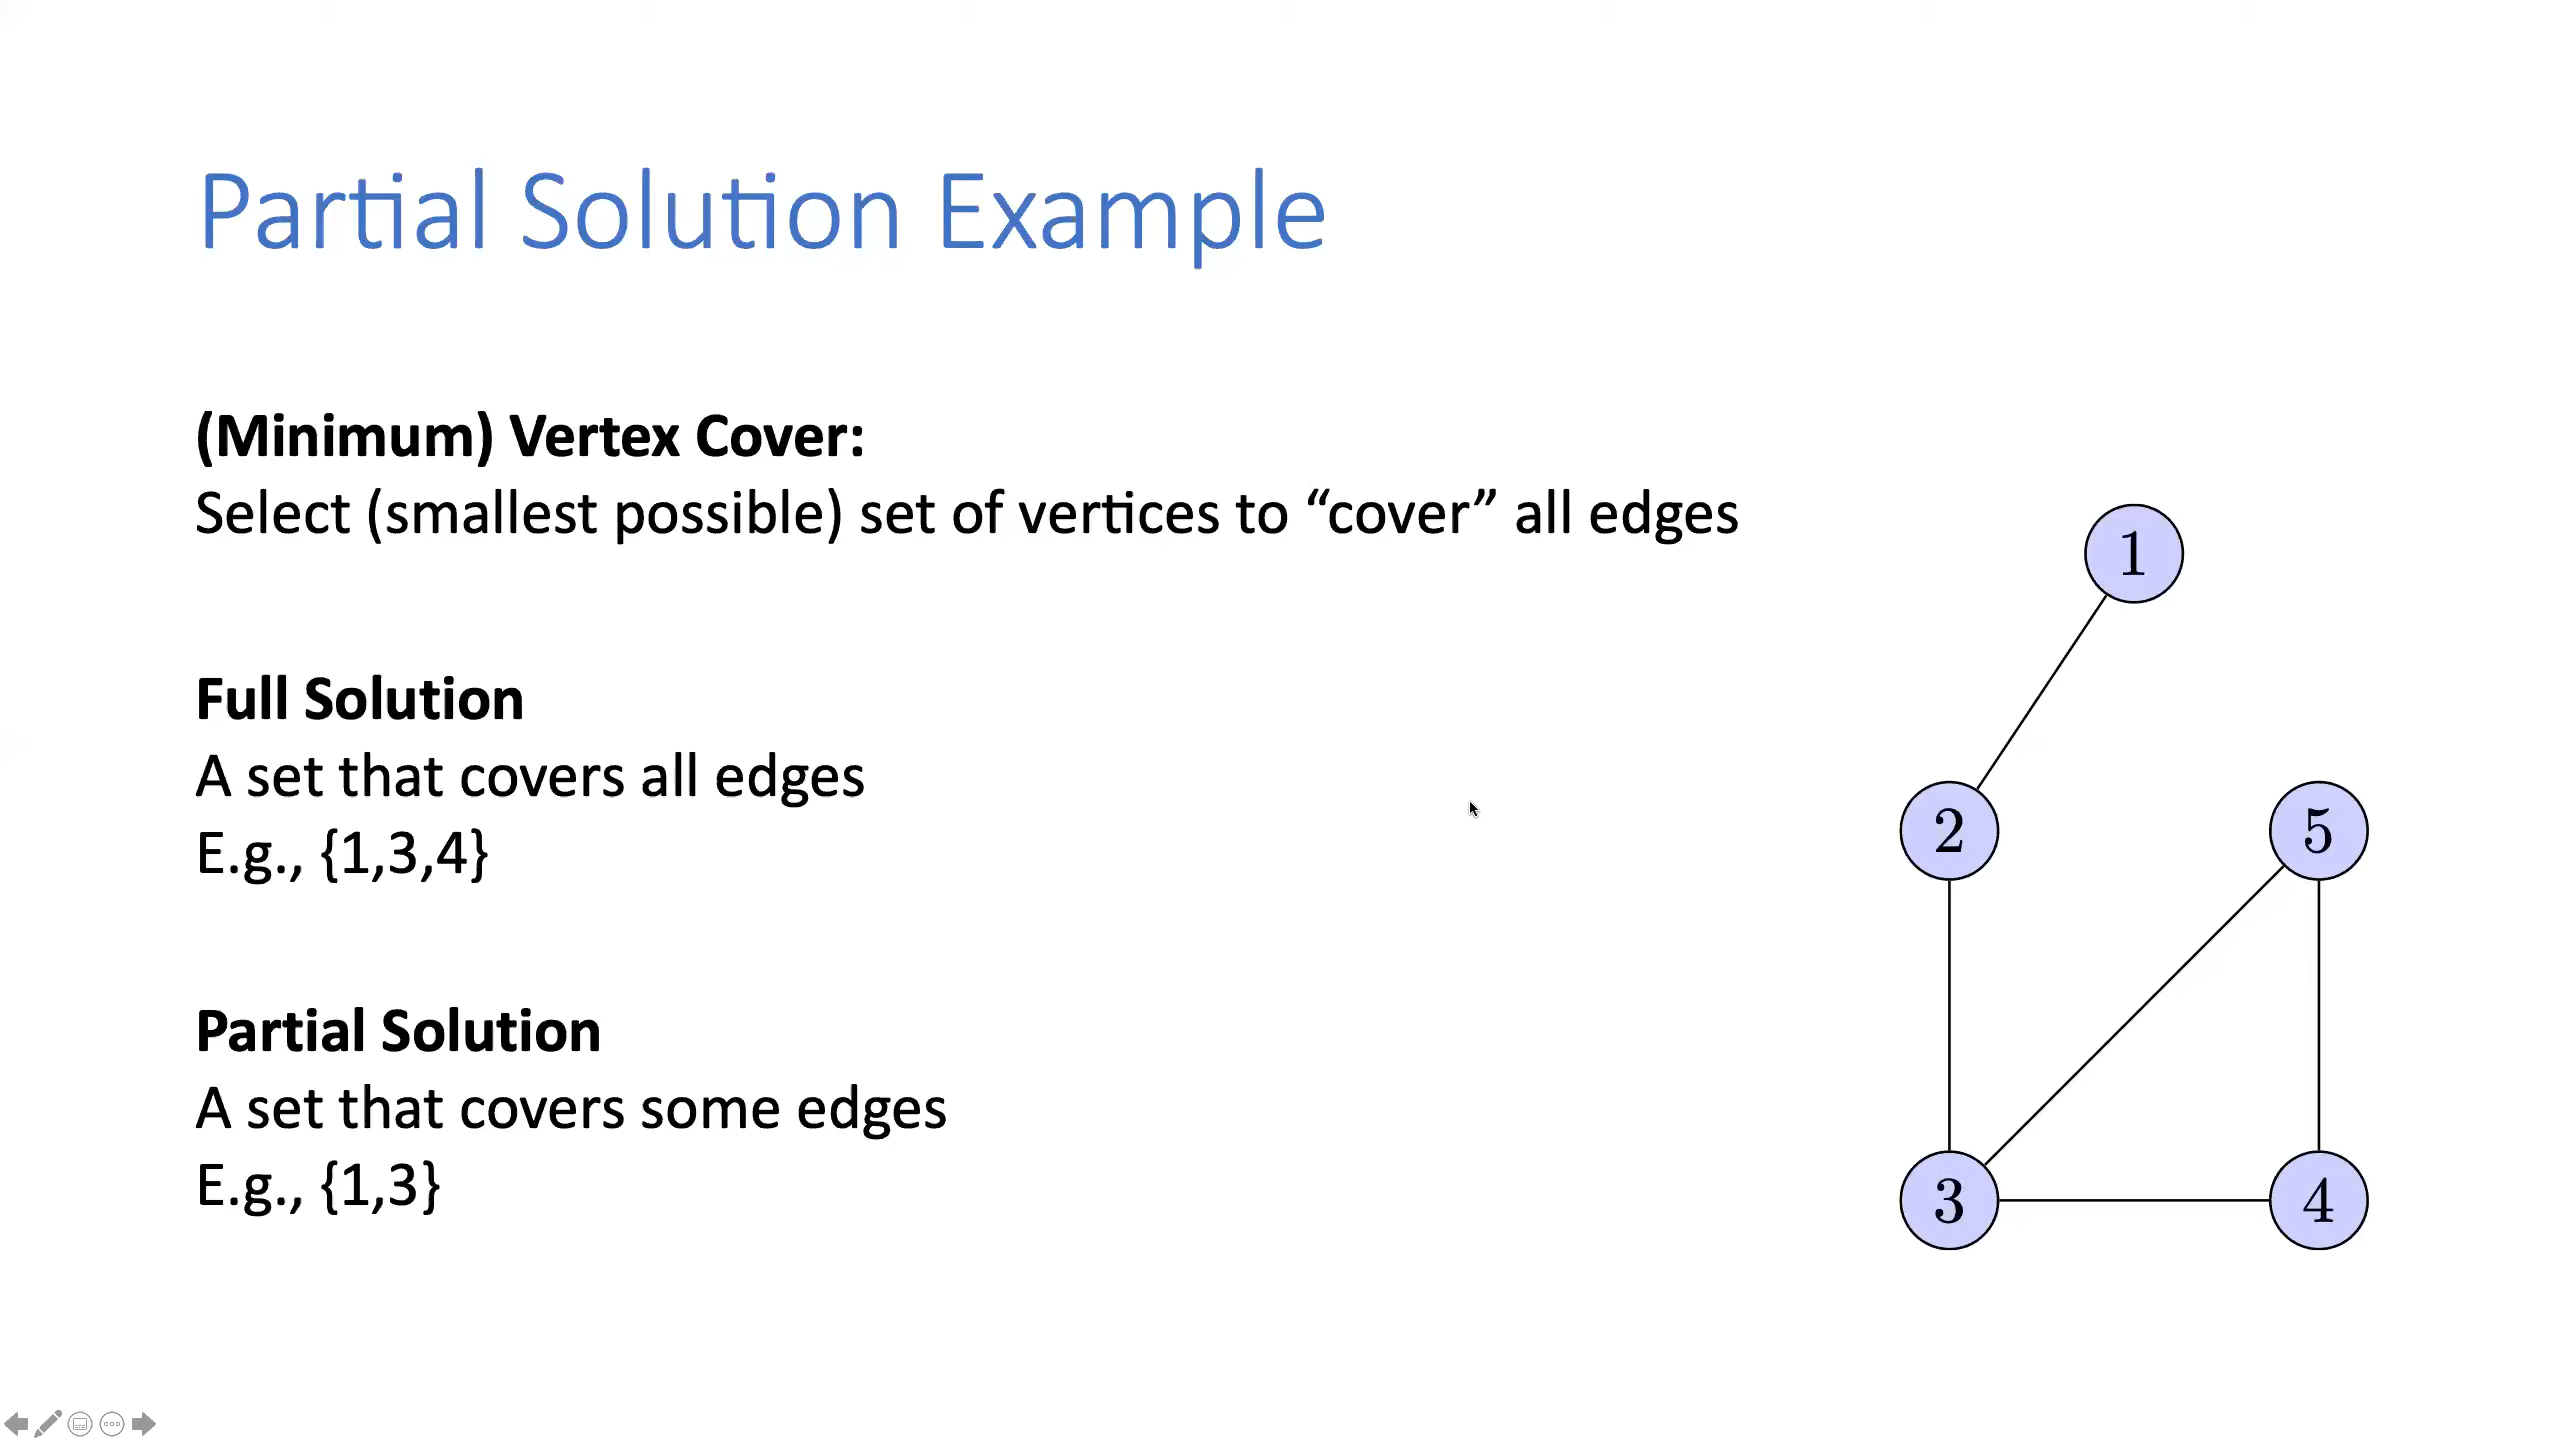 Partial Solution Example
(Minimum) Vertex Cover:
Select (smallest possible) set of vertices to “cover” all edges
Full Solution
A set that covers all edges
E.g., {1,3,4}
Partial Solution
A set that covers some edges
E.g., {1,3}
1
2
5
3
4